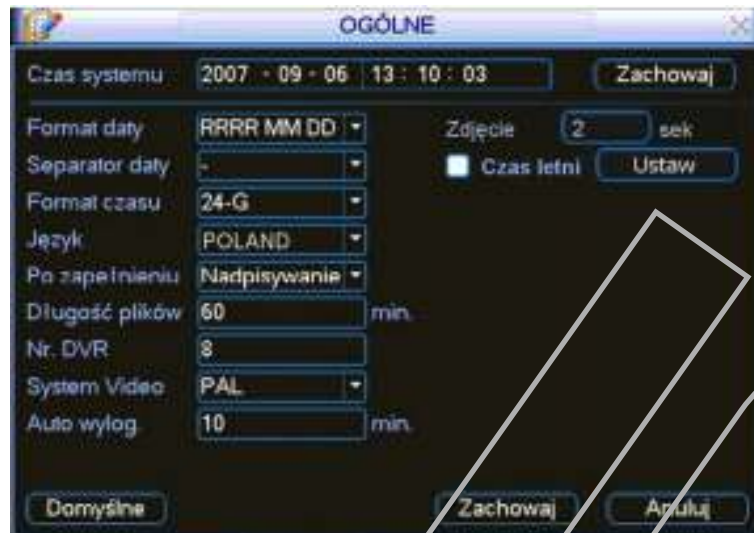 OGÓLNE
Czas systemu 2007 - 09 - 06 13 : 10 : 03 Zachowaj
Format daty RRRR MM DD Zdjęcie 2 sek
Separator daty - Czas letni Ustaw
Format czasu 24-G
Język POLAND
Po zapełnieniu Nadpisywanie
Długość plików 60 min.
Nr. DVR 8
System Video PAL
Auto wylog. 10 min.
Domyślne Zachowaj Anuluj